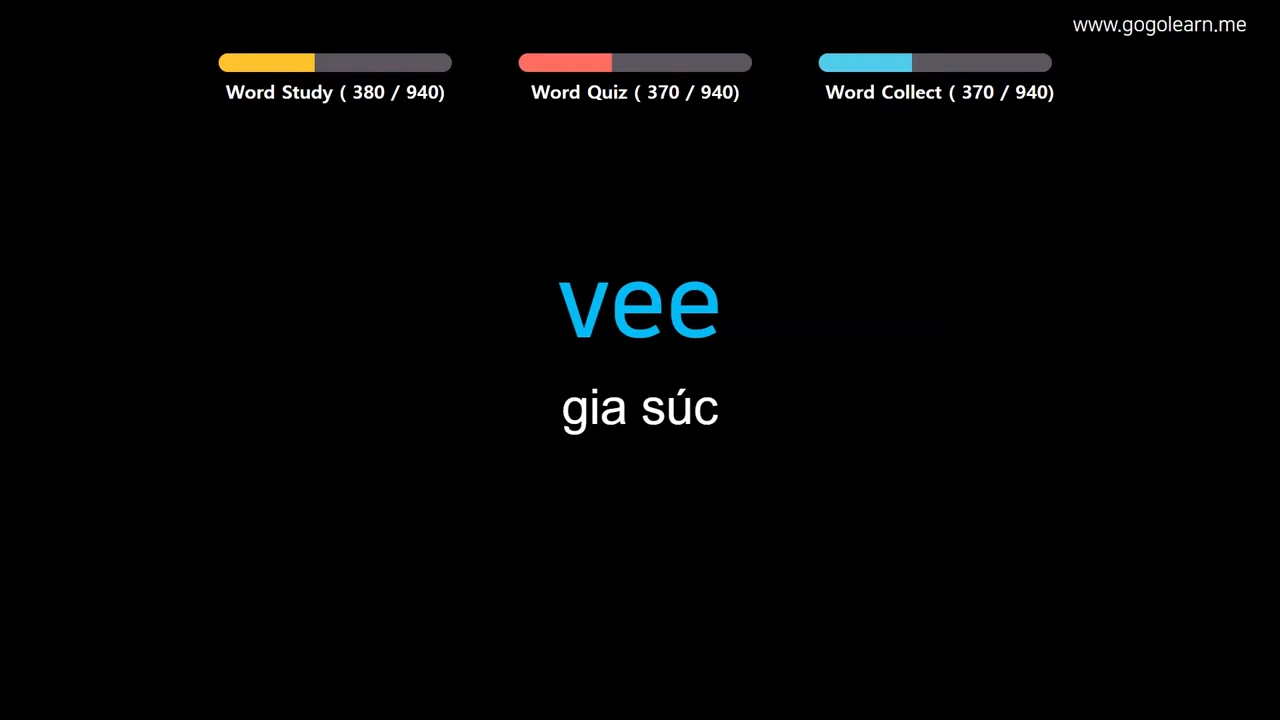 www.gogolearn.me
Word Study ( 380 / 940)
Word Quiz ( 370 / 940)
Word Collect ( 370 / 940)
vee
gia súc